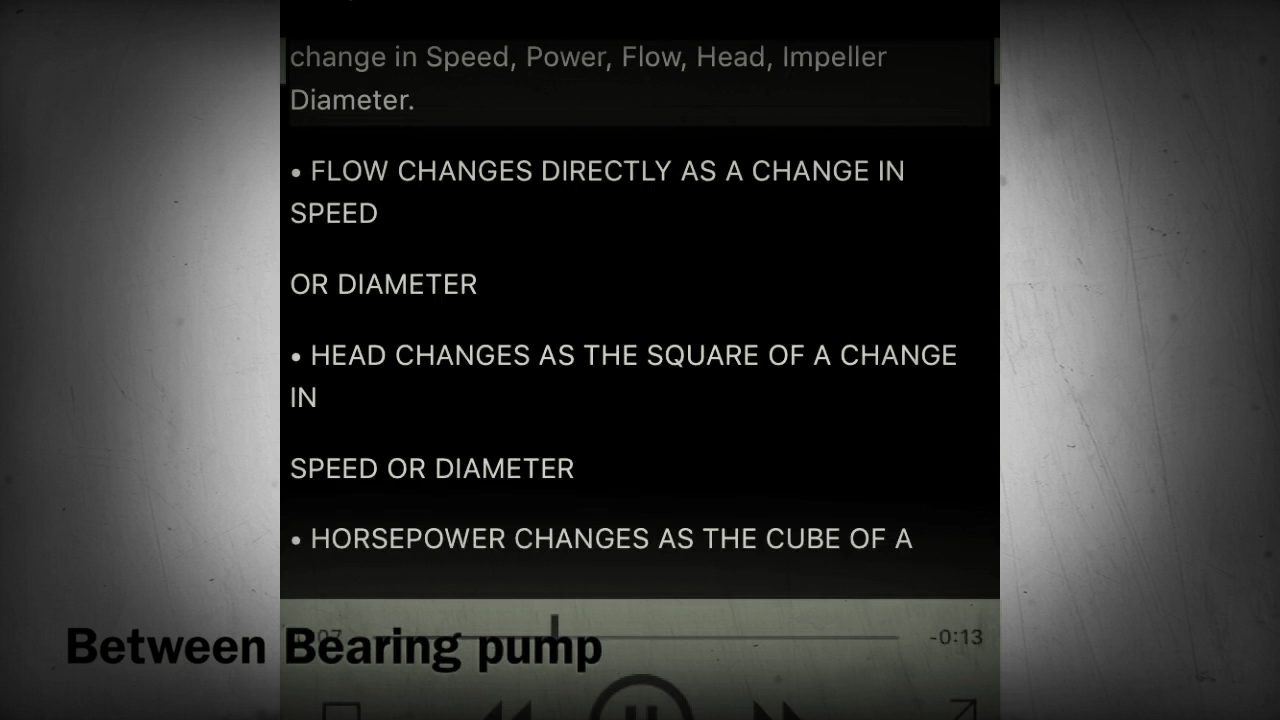 change in Speed, Power, Flow, Head, Impeller
Diameter.
• FLOW CHANGES DIRECTLY AS A CHANGE IN
SPEED
OR DIAMETER
• HEAD CHANGES AS THE SQUARE OF A CHANGE
IN
SPEED OR DIAMETER
• HORSEPOWER CHANGES AS THE CUBE OF A
-0:13
Between Bearing pump